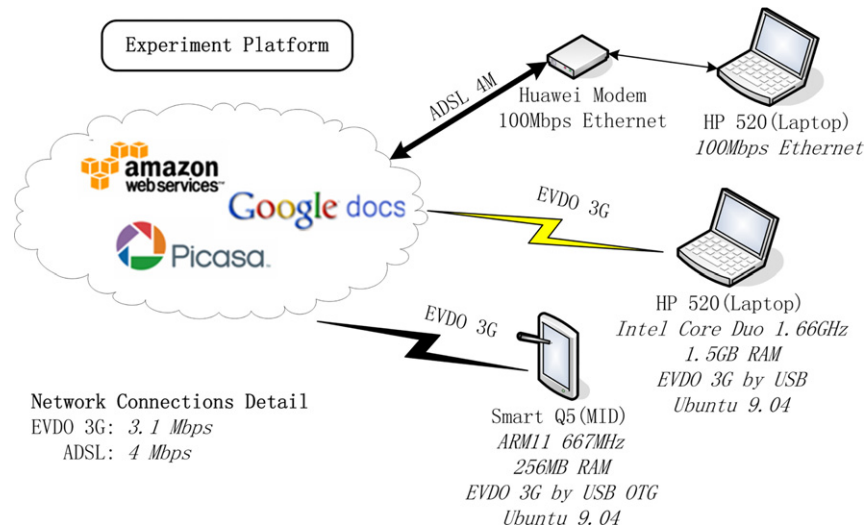 Experiment Platform
ADSL 4M
Huawei Modem
100Mbps Ethernet
HP 520(Laptop)
100Mbps Ethernet
amazon
webservices™
Google docs
Picasa™
EVDO 3G
HP 520(Laptop)
Intel Core Duo 1.66GHz
1.5GB RAM
EVDO 3G by USB
Ubuntu 9.04
EVDO 3G
Smart Q5(MID)
ARM11 667MHz
256MB RAM
EVDO 3G by USB OTG
Ubuntu 9.04
Network Connections Detail
EVDO 3G: 3.1 Mbps
ADSL: 4 Mbps